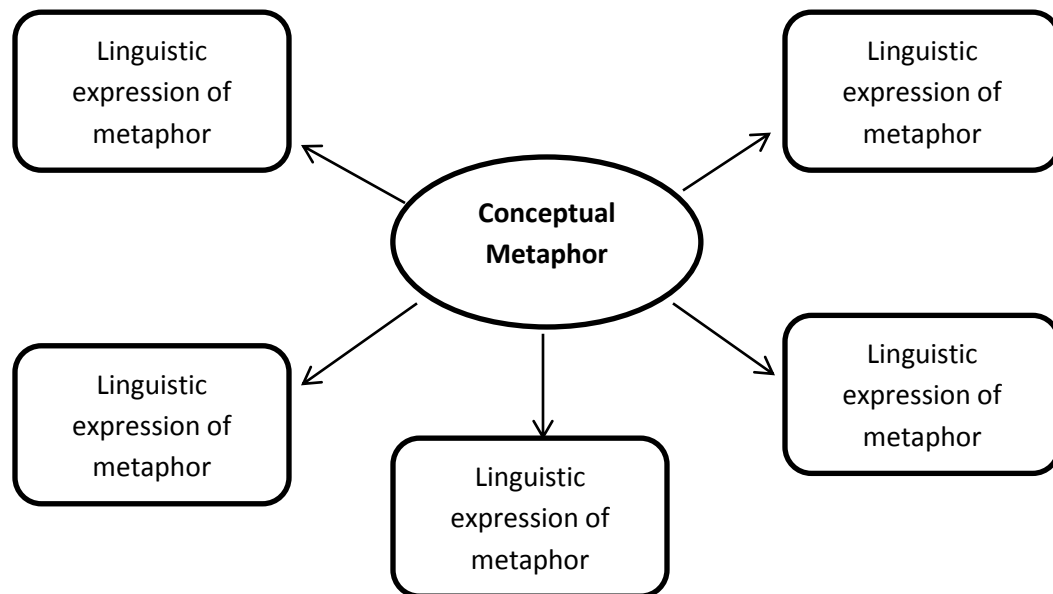 Linguistic
expression of
metaphor
Linguistic
expression of
metaphor
Conceptual
Metaphor
Linguistic
expression of
metaphor
Linguistic
expression of
metaphor
Linguistic
expression of
metaphor